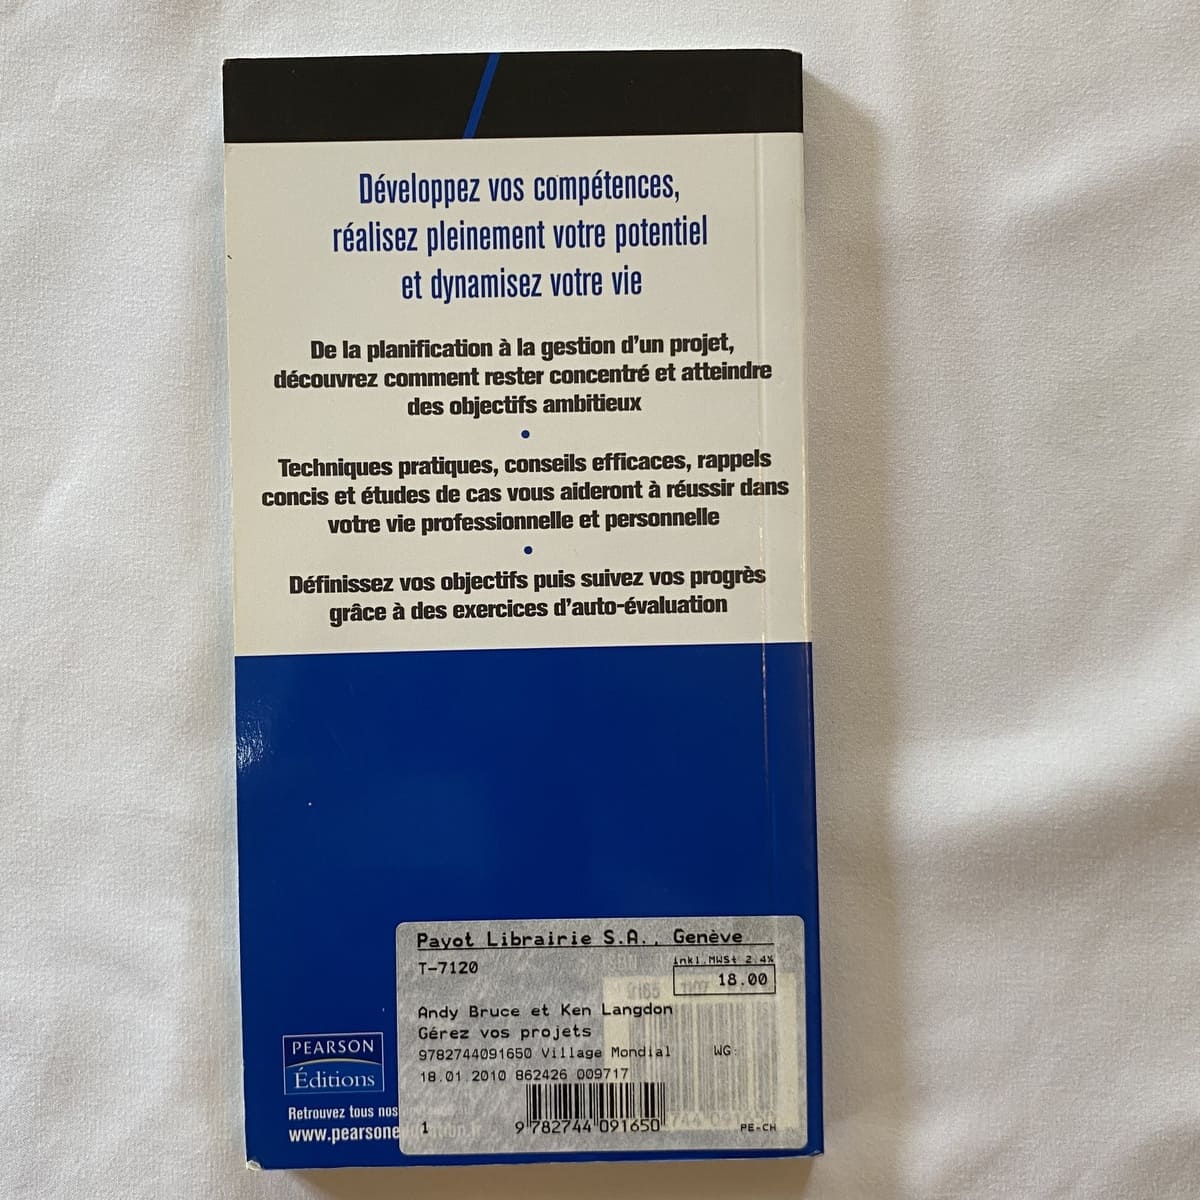 Développez vos compétences,
réalisez pleinement votre potentiel
et dynamisez votre vie
De la planification à la gestion d'un projet,
découvrez comment rester concentré et atteindre
des objectifs ambitieux
•
Techniques pratiques, conseils efficaces, rappels
concis et études de cas vous aideront à réussir dans
votre vie professionnelle et personnelle
•
Définissez vos objectifs puis suivez vos progrès
grâce à des exercices d'auto-évaluation
Payot Librairie S.A., Genève
T-7120
inkl.MWSt 2.4%
18.00
Andy Bruce et Ken Langdon
Gérez vos projets
9782744091650 Village Mondial WG:
18.01.2010 862426 009717
1
9 782744 091650
PE-CH
PEARSON
Éditions
Retrouvez tous nos
www.pearsone